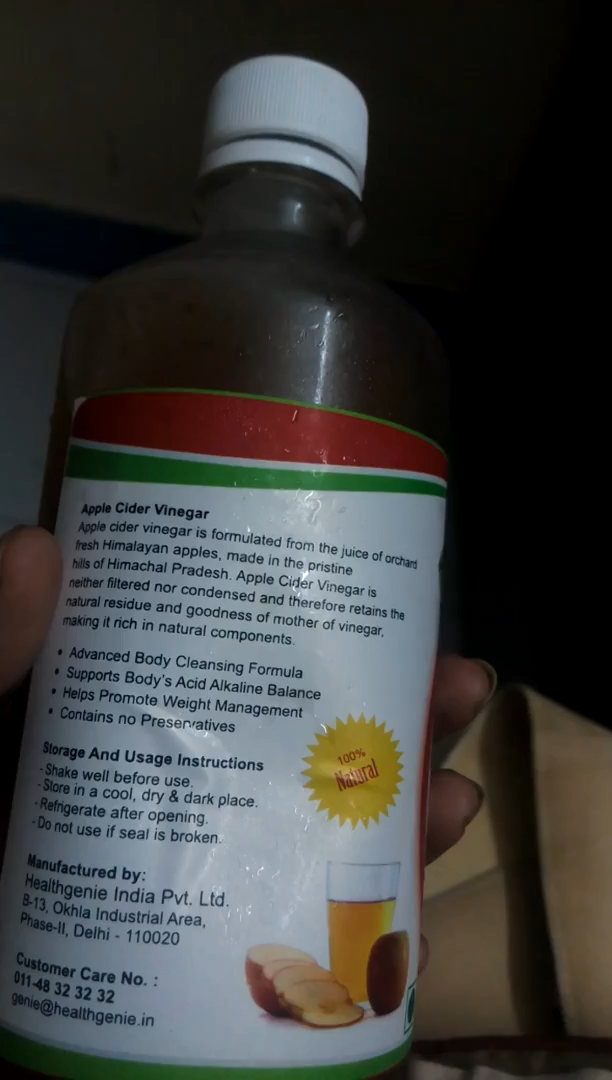 Apple Cider Vinegar
Apple cider vinegar is formulated from the juice of orchard
fresh Himalayan apples, made in the pristine
hills of Himachal Pradesh. Apple Cider Vinegar is
neither filtered nor condensed and therefore retains the
natural residue and goodness of mother of vinegar,
making it rich in natural components.
• Advanced Body Cleansing Formula
• Supports Body's Acid Alkaline Balance
• Helps Promote Weight Management
• Contains no Preservatives
100%
Natural
Storage And Usage Instructions
- Shake well before use.
- Store in a cool, dry & dark place.
- Refrigerate after opening.
- Do not use if seal is broken.
Manufactured by:
Healthgenie India Pvt. Ltd.
B-13, Okhla Industrial Area,
Phase-II, Delhi - 110020
Customer Care No. :
011-48 32 32 32
genie@healthgenie.in